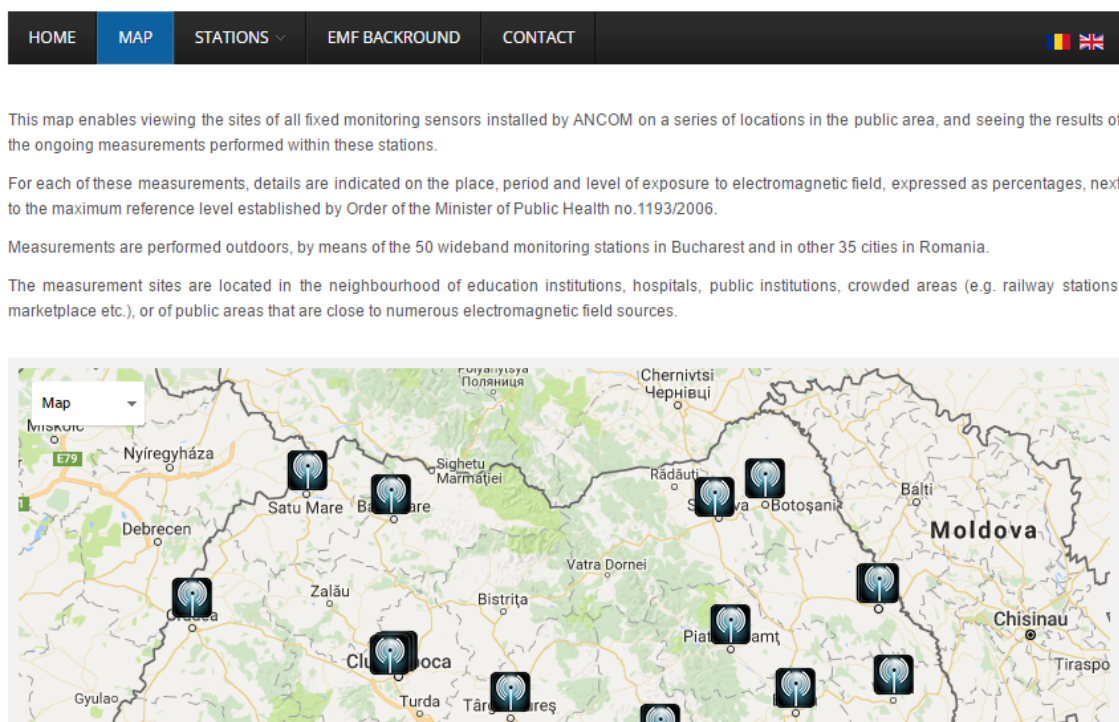 HOME MAP STATIONS EMF BACKROUND CONTACT
This map enables viewing the sites of all fixed monitoring sensors installed by ANCOM on a series of locations in the public area, and seeing the results of
the ongoing measurements performed within these stations.
For each of these measurements, details are indicated on the place, period and level of exposure to electromagnetic field, expressed as percentages, next
to the maximum reference level established by Order of the Minister of Public Health no.1193/2006.
Measurements are performed outdoors, by means of the 50 wideband monitoring stations in Bucharest and in other 35 cities in Romania.
The measurement sites are located in the neighbourhood of education institutions, hospitals, public institutions, crowded areas (e.g. railway stations
marketplace etc.), or of public areas that are close to numerous electromagnetic field sources.
Поляниця
Chernivtsi
Чернівці
Map
E79
Nyíregyháza
Sighetu
Marmației
Rădăuți
Satu Mare
Botoșani
Bălți
Debrecen
Moldova
Vatra Dornei
Zalău
Bistrița
Chisinau
Tiraspo
Gyula
Turda